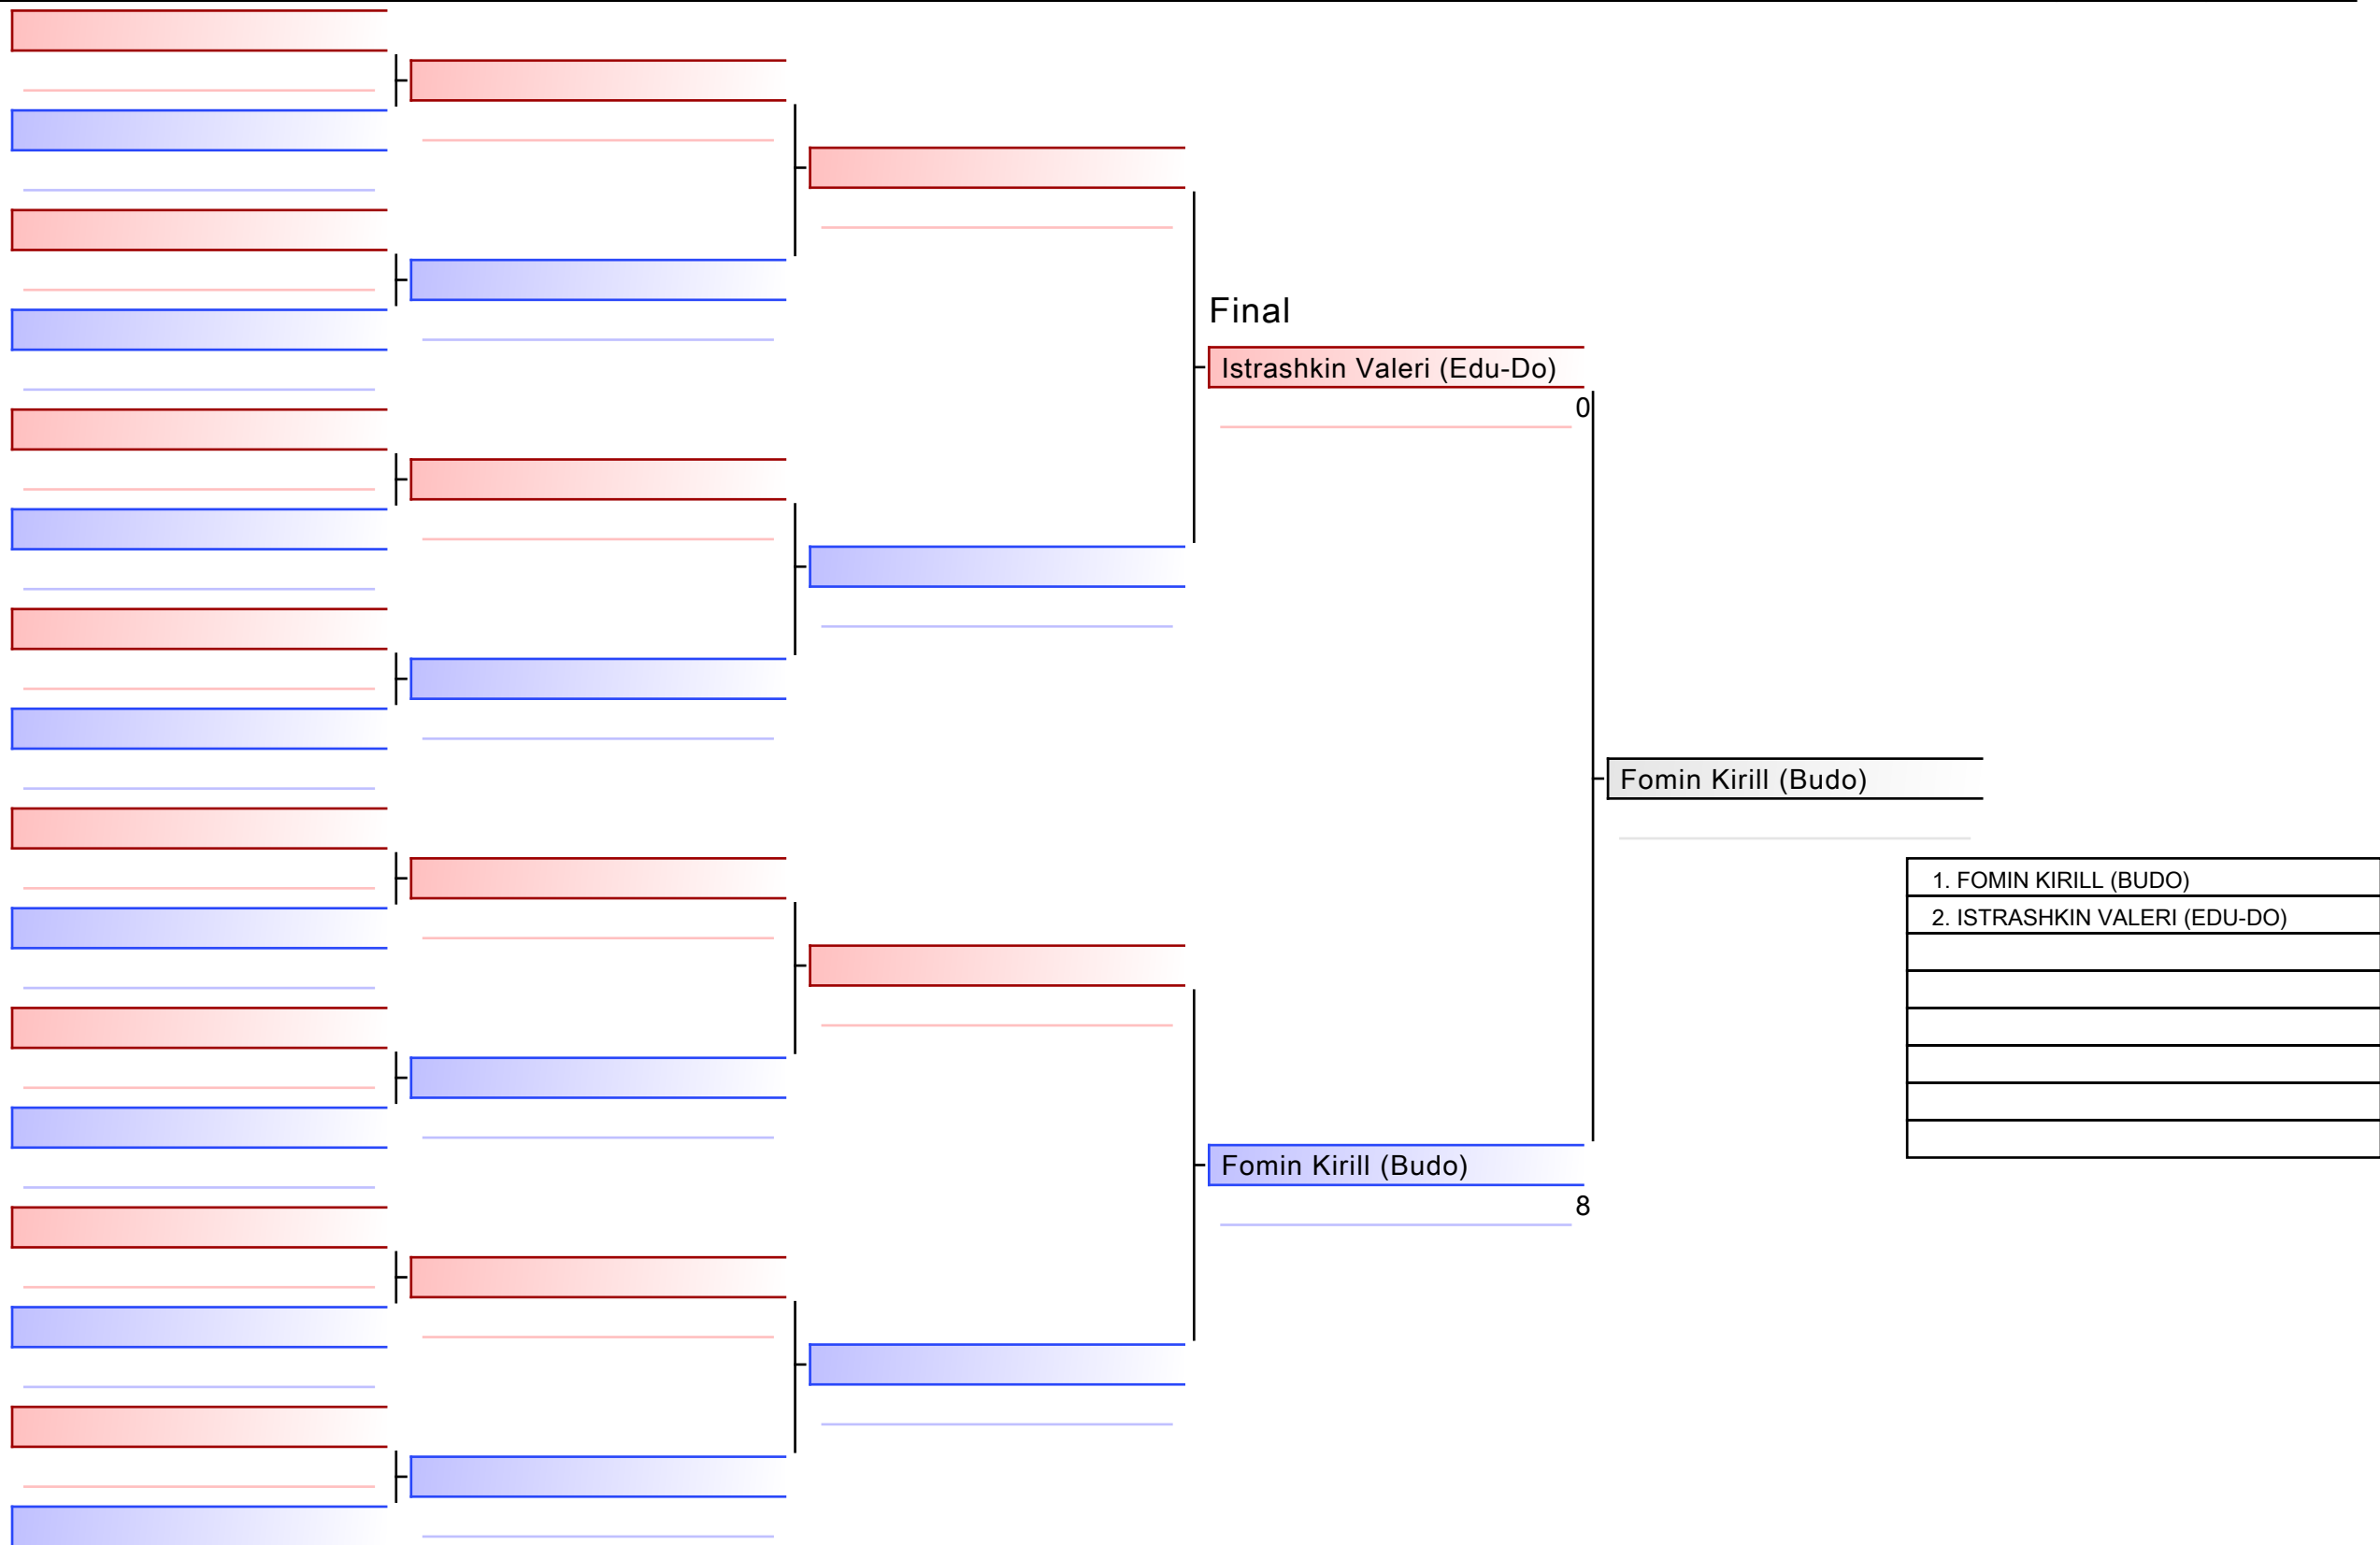 Final
Istrashkin Valeri (Edu-Do)
0
Fomin Kirill (Budo)
1. FOMIN KIRILL (BUDO)
2. ISTRASHKIN VALERI (EDU-DO)
Fomin Kirill (Budo)
8